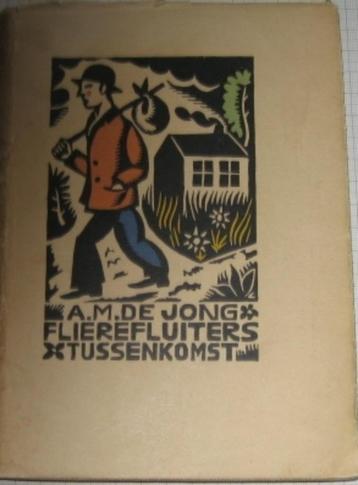 A.M. DE JONG
FLIEREFLUITERS
TUSSENKOMST